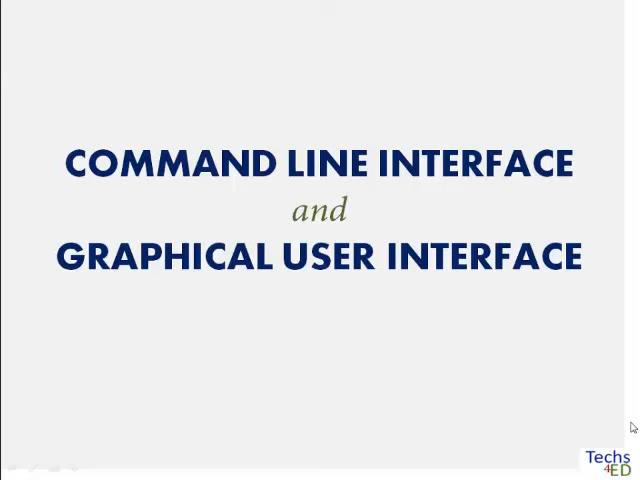 COMMAND LINE INTERFACE
and
GRAPHICAL USER INTERFACE
Techs
4ED